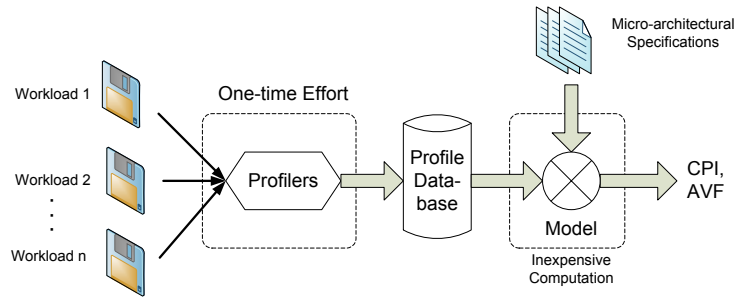 Micro-architectural
Specifications
Workload 1
One-time Effort
Workload 2
Profilers
Profile
Data-
base
CPI,
AVF
Model
Workload n
Inexpensive
Computation